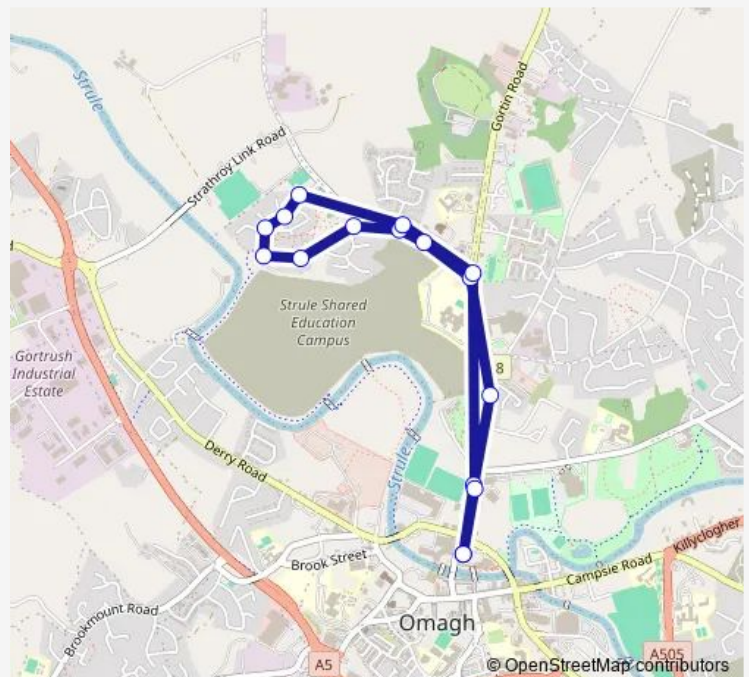 Strule
Gortin Road
Strathroy Link Road
Strule Shared
Education
Campus
Gortrush
Industrial
Estate
8
Derry Road
Strule
Killyclogher
Brook Street
Campsie Road
Brookmount Road
Omagh
A5
A505
© OpenStreetMap contributors